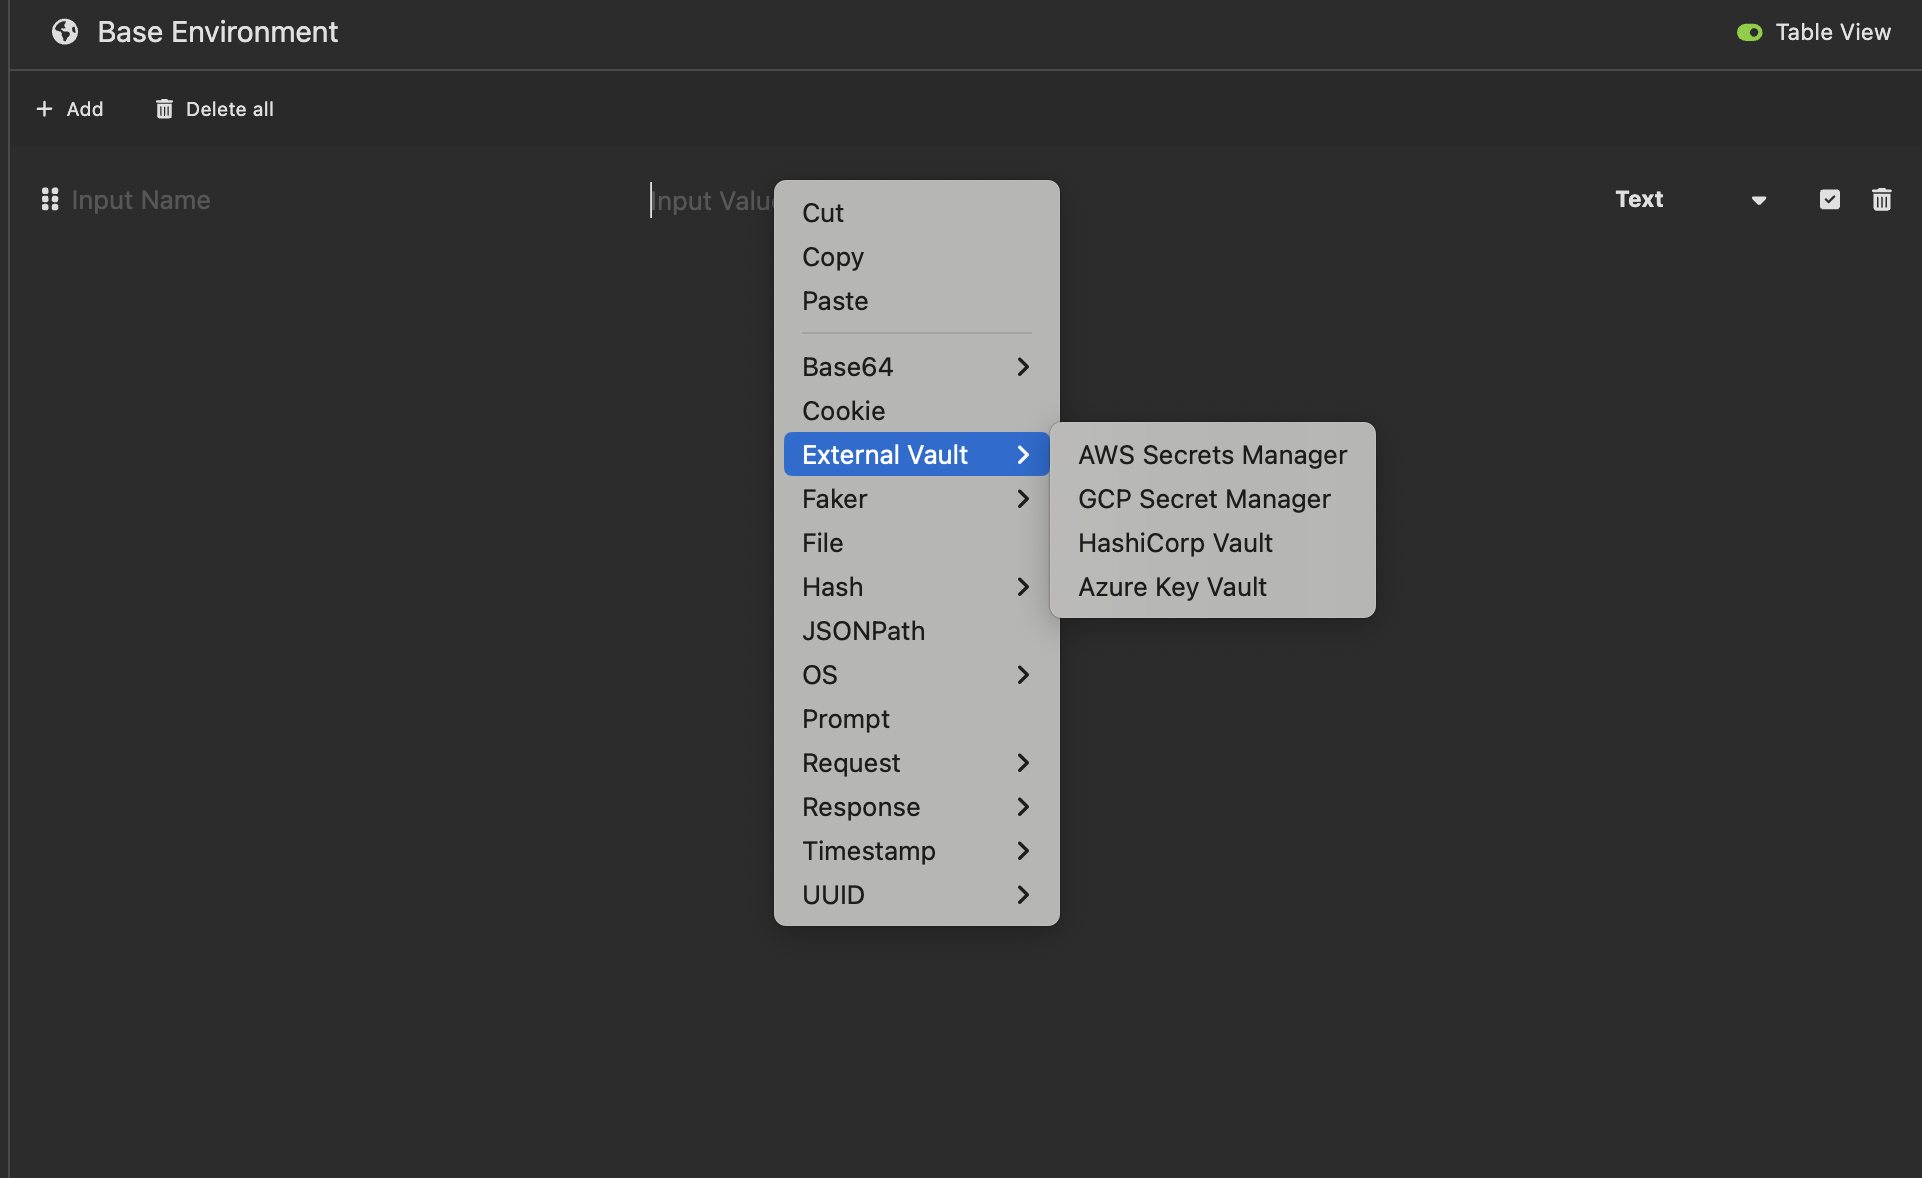 Base Environment
Table View
Add
Delete all
Input Name
Input Valu
Text
Cut
Copy
Paste
Base64
Cookie
External Vault
Faker
File
Hash
JSONPath
OS
Prompt
Request
Response
Timestamp
UUID
AWS Secrets Manager
GCP Secret Manager
HashiCorp Vault
Azure Key Vault